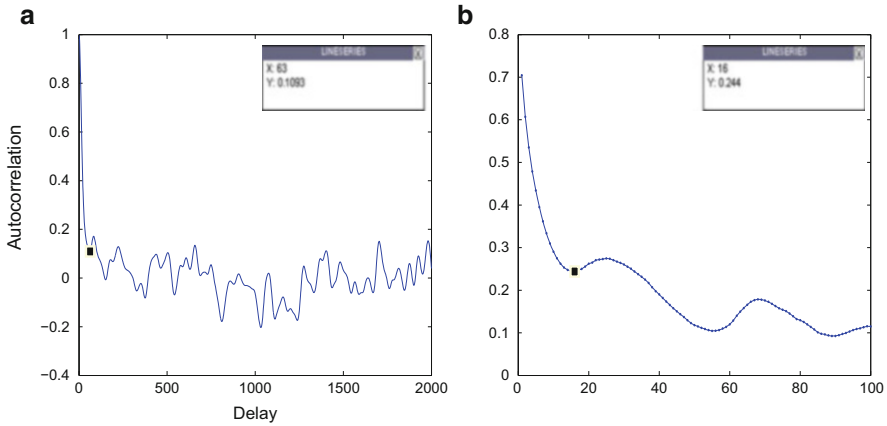 a
b
LINESERIES
X: 63
Y: 0.1093
LINESERIES
X: 16
Y: 0.244
Autocorrelation
1
0.8
0.6
0.4
0.2
0
−0.2
−0.4
0 500 1000 1500 2000
Delay
0.8
0.7
0.6
0.5
0.4
0.3
0.2
0.1
0
0 20 40 60 80 100